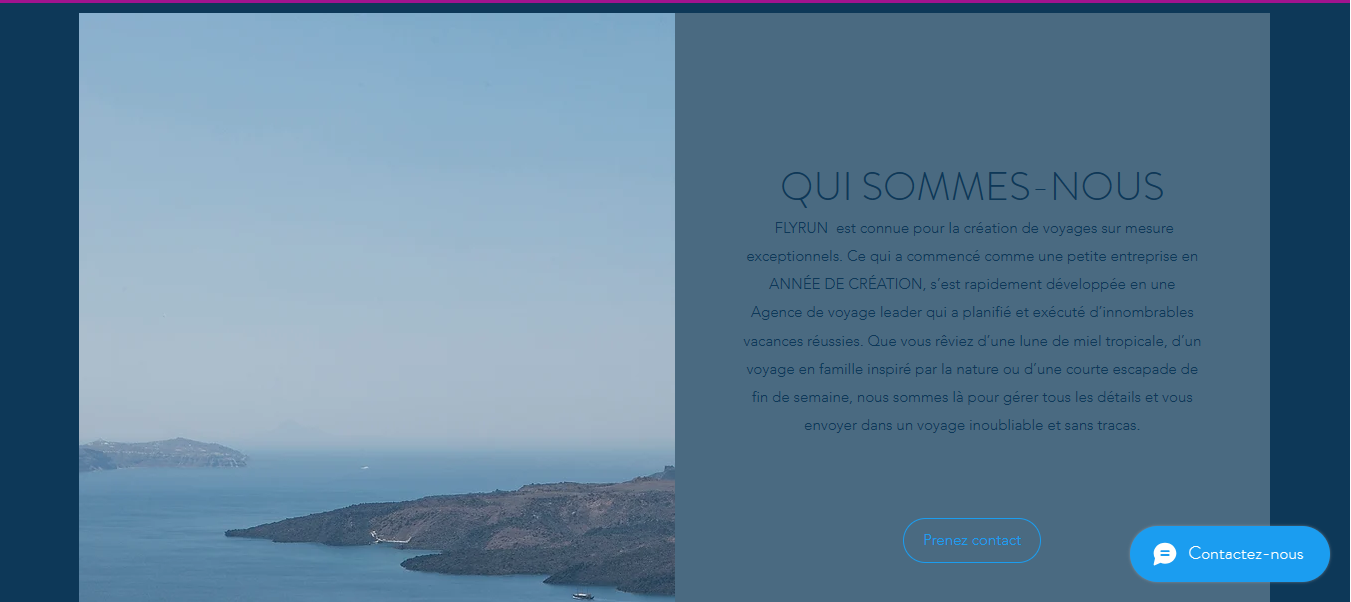 QUI SOMMES-NOUS
FLYRUN  est connue pour la création de voyages sur mesure
exceptionnels. Ce qui a commencé comme une petite entreprise en
ANNÉE DE CRÉATION, s’est rapidement développée en une
Agence de voyage leader qui a planifié et exécuté d’innombrables
vacances réussies. Que vous rêviez d’une lune de miel tropicale, d’un
voyage en famille inspiré par la nature ou d’une courte escapade de
fin de semaine, nous sommes là pour gérer tous les détails et vous
envoyer dans un voyage inoubliable et sans tracas.
Prenez contact
Contactez-nous